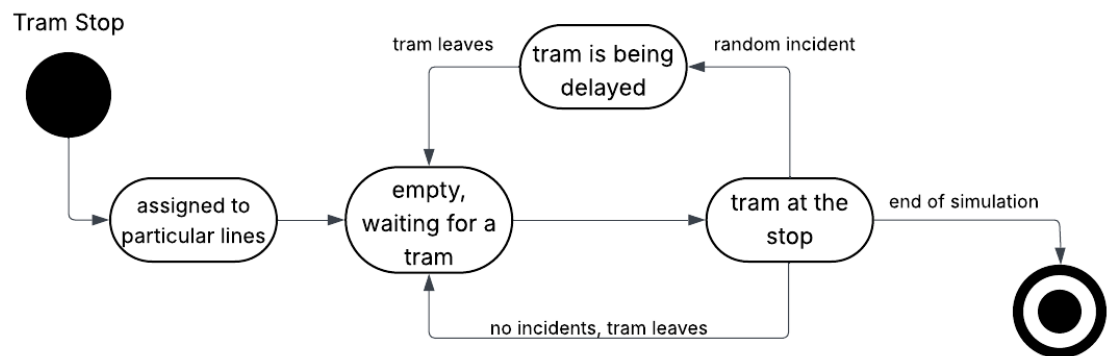 Tram Stop
tram leaves
tram is being
delayed
random incident
assigned to
particular lines
empty,
waiting for a
tram
tram at the
stop
end of simulation
no incidents, tram leaves